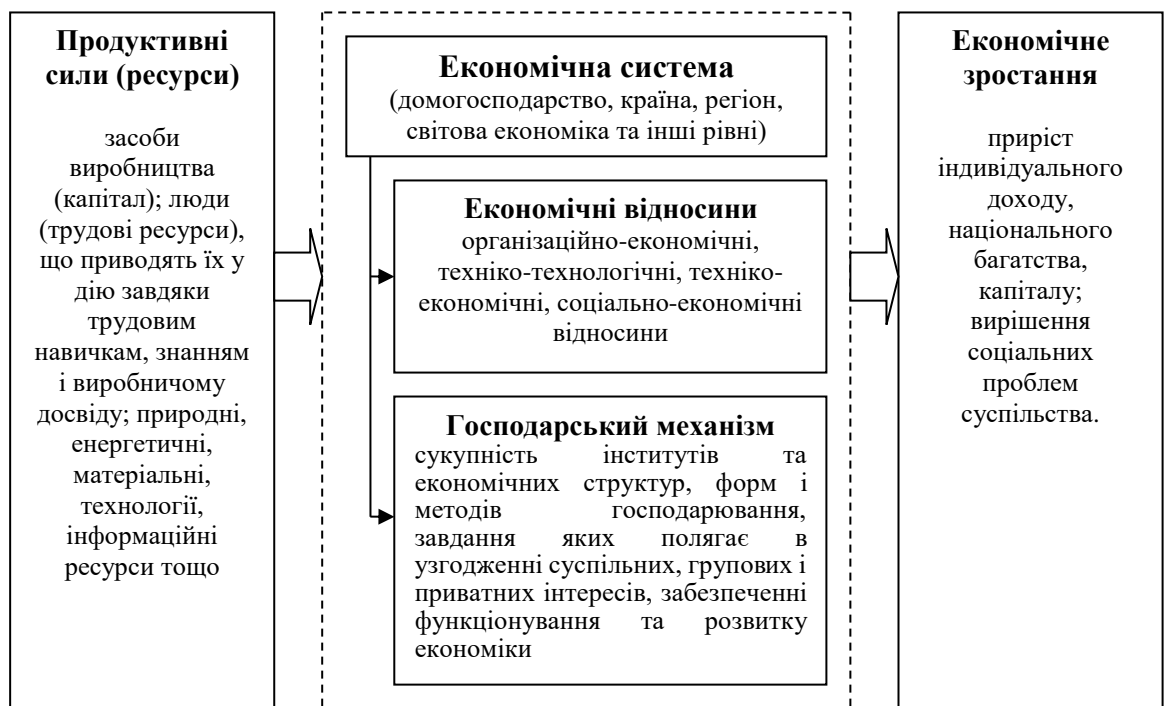 Продуктивні
сили (ресурси)
засоби
виробництва
(капітал); люди
(трудові ресурси),
що приводять їх у
дію завдяки
трудовим
навичкам, знанням
і виробничому
досвіду; природні,
енергетичні,
матеріальні,
технології,
інформаційні
ресурси тощо
Економічна система
(домогосподарство, країна, регіон,
світова економіка та інші рівні)
Економічні відносини
організаційно-економічні,
техніко-технологічні, техніко-
економічні, соціально-економічні
відносини
Господарський механізм
сукупність інститутів та
економічних структур, форм і
методів господарювання,
завдання яких полягає в
узгодженні суспільних, групових і
приватних інтересів, забезпеченні
функціонування та розвитку
економіки
Економічне
зростання
приріст
індивідуального
доходу,
національного
багатства,
капіталу;
вирішення
соціальних
проблем
суспільства.